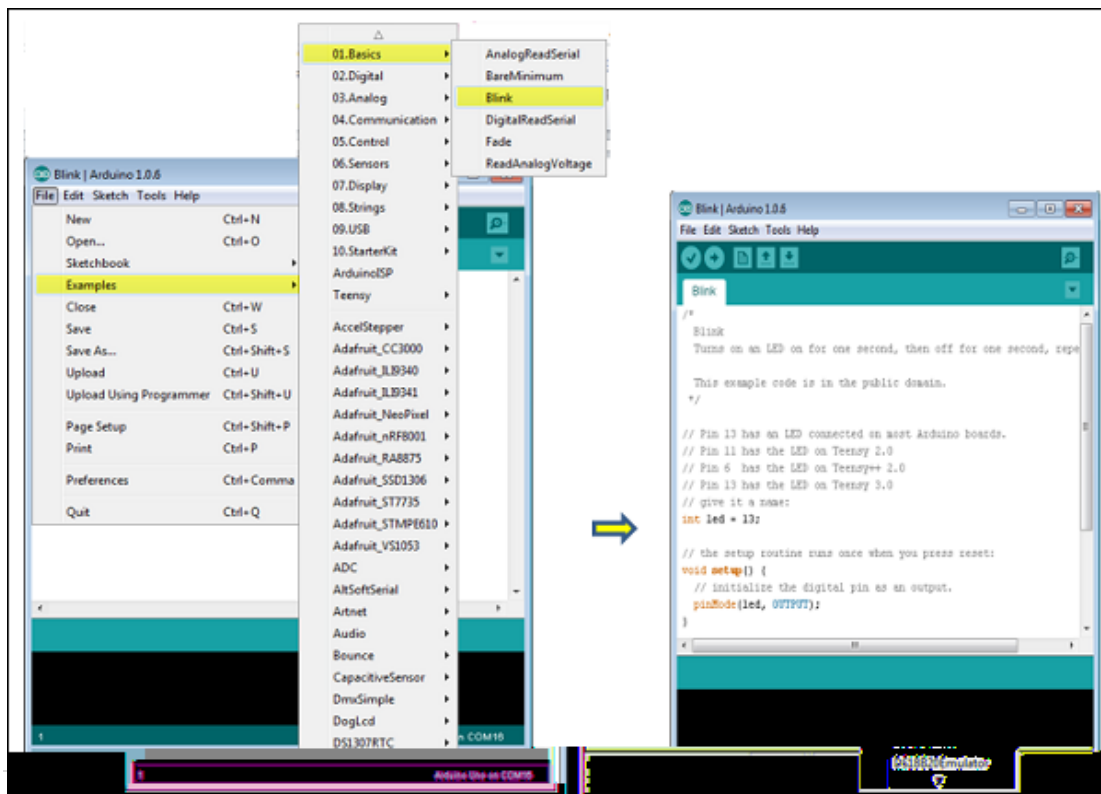 01.Basics
02.Digital
03.Analog
04.Communication
05.Control
06.Sensors
07.Display
08.Strings
09.USB
10.StarterKit
ArduinoISP
Teensy
AccelStepper
Adafruit_CC3000
Adafruit_ILI9340
Adafruit_ILI9341
Adafruit_NeoPixel
Adafruit_nRF8001
Adafruit_RA8875
Adafruit_SSD1306
Adafruit_ST7735
Adafruit_STMPE610
Adafruit_VS1053
ADC
AltSoftSerial
Artnet
Audio
Bounce
CapacitiveSensor
DmxSimple
DogLcd
DS1307RTC
AnalogReadSerial
BareMinimum
Blink
DigitalReadSerial
Fade
ReadAnalogVoltage
Blink | Arduino 1.0.6
File Edit Sketch Tools Help
New Ctrl+N
Open... Ctrl+O
Sketchbook
Examples
Close Ctrl+W
Save Ctrl+S
Save As... Ctrl+Shift+S
Upload Ctrl+U
Upload Using Programmer Ctrl+Shift+U
Page Setup Ctrl+Shift+P
Print Ctrl+P
Preferences Ctrl+Comma
Quit Ctrl+Q
1
n COM16
Blink | Arduino 1.0.6
File Edit Sketch Tools Help
Blink
/*
Blink
Turns on an LED on for one second, then off for one second, repe
This example code is in the public domain.
*/
// Pin 13 has an LED connected on most Arduino boards.
// Pin 11 has the LED on Teensy 2.0
// Pin 6 has the LED on Teensy++ 2.0
// Pin 13 has the LED on Teensy 3.0
// give it a name:
int led = 13;
// the setup routine runs once when you press reset:
void setup() {
// initialize the digital pin as an output.
pinMode(led, OUTPUT);
}
1
Arduino Uno on COM16